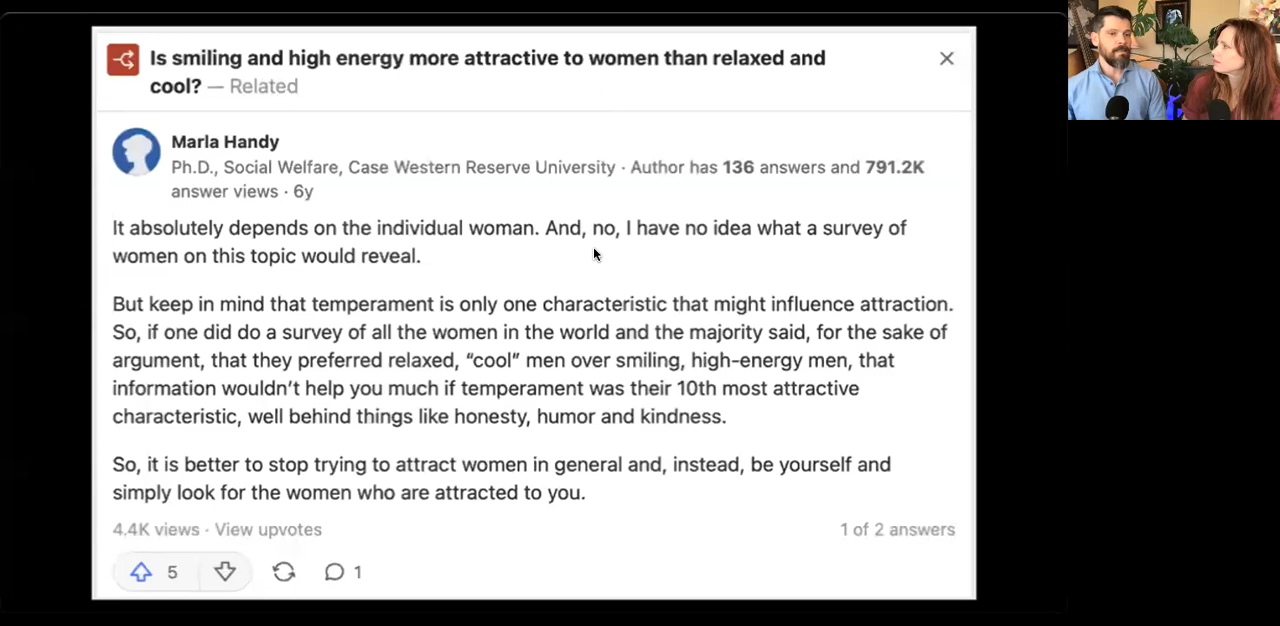 Is smiling and high energy more attractive to women than relaxed and
cool? — Related
Marla Handy
Ph.D., Social Welfare, Case Western Reserve University · Author has 136 answers and 791.2K
answer views · 6y
It absolutely depends on the individual woman. And, no, I have no idea what a survey of
women on this topic would reveal.
But keep in mind that temperament is only one characteristic that might influence attraction.
So, if one did do a survey of all the women in the world and the majority said, for the sake of
argument, that they preferred relaxed, “cool” men over smiling, high-energy men, that
information wouldn’t help you much if temperament was their 10th most attractive
characteristic, well behind things like honesty, humor and kindness.
So, it is better to stop trying to attract women in general and, instead, be yourself and
simply look for the women who are attracted to you.
4.4K views · View upvotes
1 of 2 answers
5
1